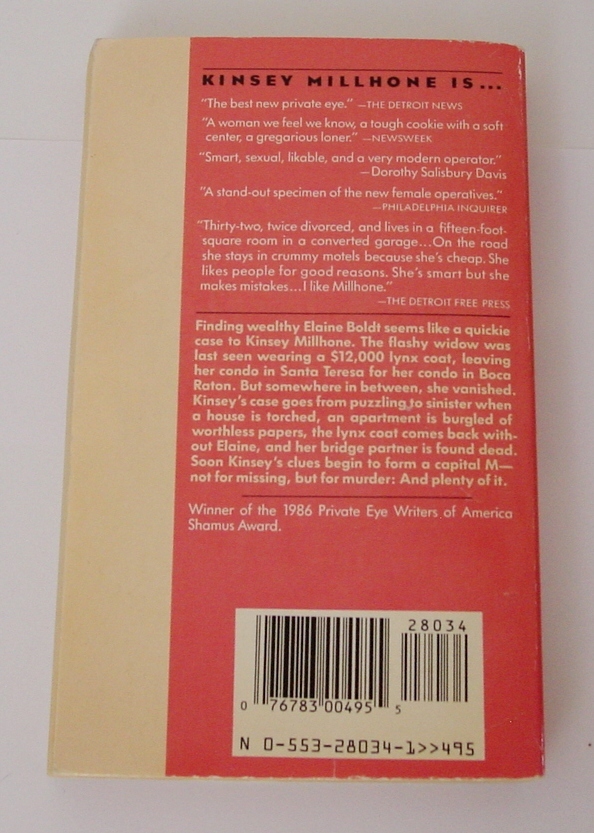 KINSEY MILLHONE IS...
"The best new private eye." —THE DETROIT NEWS
"A woman we feel we know, a tough cookie with a soft
center, a gregarious loner." —NEWSWEEK
"Smart, sexual, likable, and a very modern operator."
—Dorothy Salisbury Davis
"A stand-out specimen of the new female operatives."
—PHILADELPHIA INQUIRER
"Thirty-two, twice divorced, and lives in a fifteen-foot-
square room in a converted garage...On the road
she stays in crummy motels because she's cheap. She
likes people for good reasons. She's smart but she
makes mistakes...I like Millhone."
—THE DETROIT FREE PRESS
Finding wealthy Elaine Boldt seems like a quickie
case to Kinsey Millhone. The flashy widow was
last seen wearing a $12,000 lynx coat, leaving
her condo in Santa Teresa for her condo in Boca
Raton. But somewhere in between, she vanished.
Kinsey's case goes from puzzling to sinister when
a house is torched, an apartment is burgled of
worthless papers, the lynx coat comes back with-
out Elaine, and her bridge partner is found dead.
Soon Kinsey's clues begin to form a capital M—
not for missing, but for murder: And plenty of it.
Winner of the 1986 Private Eye Writers of America
Shamus Award.
28034
0 76783 00495 5
N 0-553-28034-1>>495